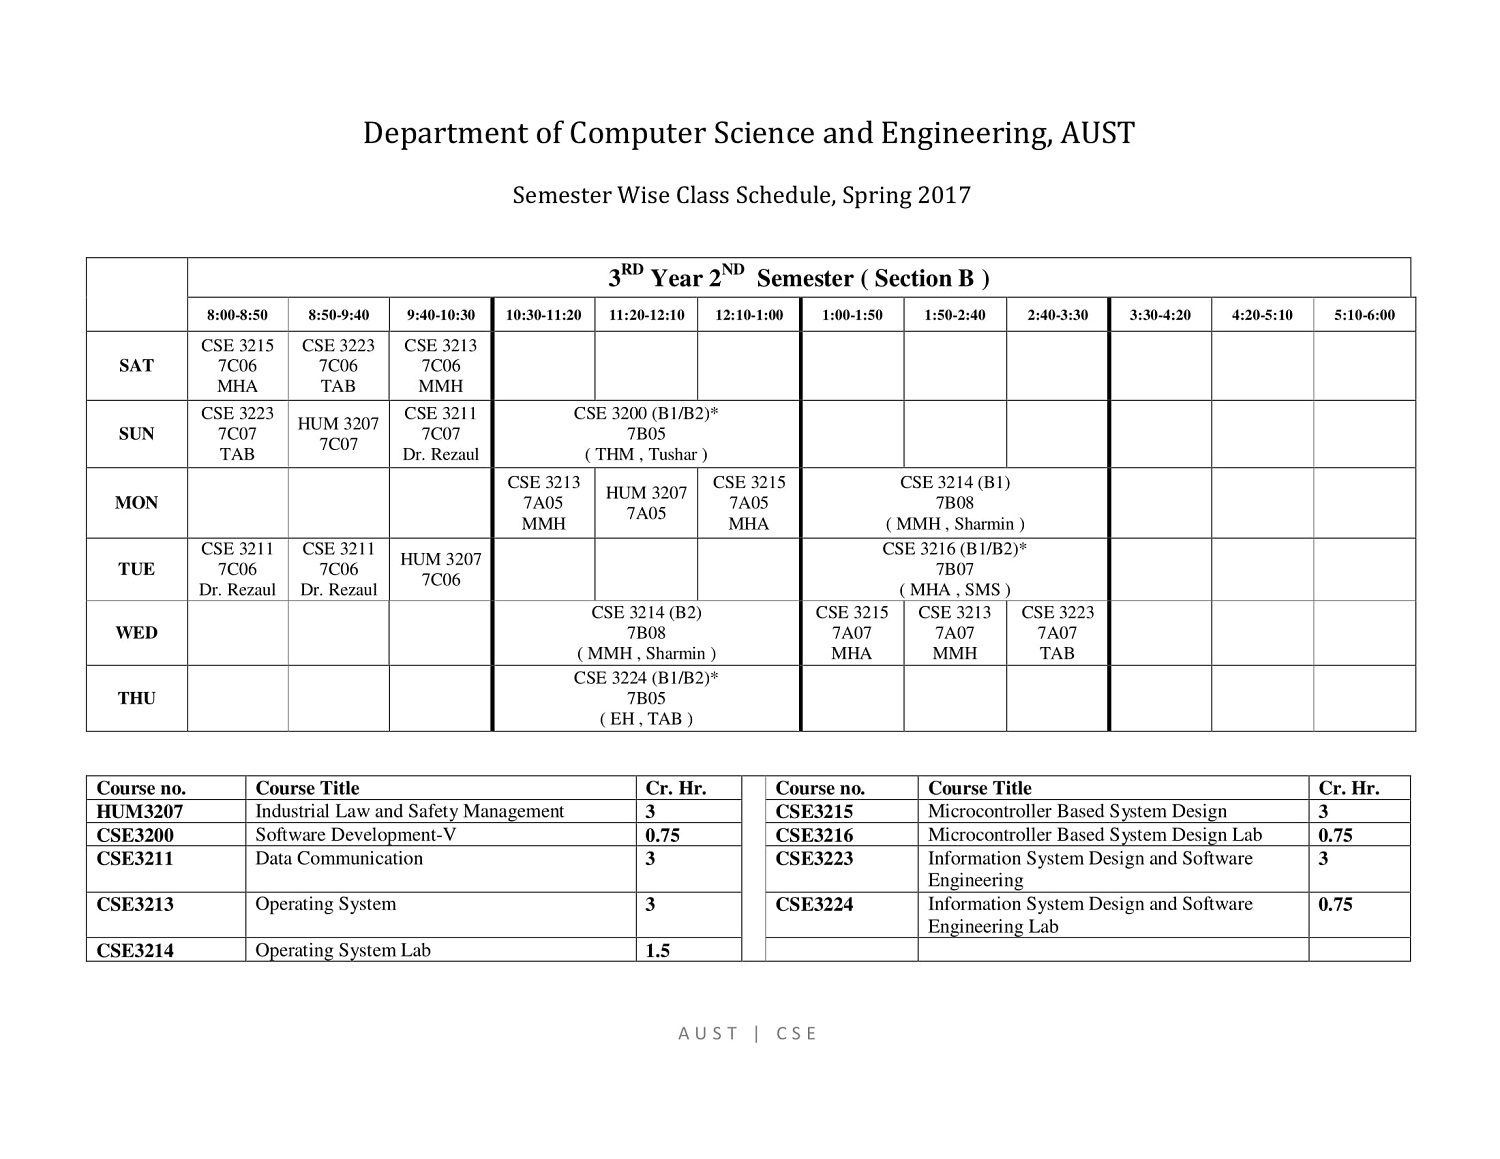 Department of Computer Science and Engineering, AUST
Semester Wise Class Schedule, Spring 2017
3RD Year 2ND Semester ( Section B )
8:00-8:50 8:50-9:40 9:40-10:30 10:30-11:20 11:20-12:10 12:10-1:00 1:00-1:50 1:50-2:40 2:40-3:30 3:30-4:20 4:20-5:10 5:10-6:00
SAT
CSE 3215
7C06
MHA
CSE 3223
7C06
TAB
CSE 3213
7C06
MMH
SUN
CSE 3223
7C07
TAB
HUM 3207
7C07
CSE 3211
7C07
Dr. Rezaul
CSE 3200 (B1/B2)*
7B05
( THM , Tushar )
MON
CSE 3213
7A05
MMH
HUM 3207
7A05
CSE 3215
7A05
MHA
CSE 3214 (B1)
7B08
( MMH , Sharmin )
TUE
CSE 3211
7C06
Dr. Rezaul
CSE 3211
7C06
Dr. Rezaul
HUM 3207
7C06
CSE 3216 (B1/B2)*
7B07
( MHA , SMS )
WED
CSE 3214 (B2)
7B08
( MMH , Sharmin )
CSE 3215
7A07
MHA
CSE 3213
7A07
MMH
CSE 3223
7A07
TAB
THU
CSE 3224 (B1/B2)*
7B05
( EH , TAB )
Course no. Course Title Cr. Hr. Course no. Course Title Cr. Hr.
HUM3207 Industrial Law and Safety Management 3 CSE3215 Microcontroller Based System Design 3
CSE3200 Software Development-V 0.75 CSE3216 Microcontroller Based System Design Lab 0.75
CSE3211 Data Communication 3 CSE3223 Information System Design and Software 3
Engineering
CSE3213 Operating System 3 CSE3224 Information System Design and Software 0.75
Engineering Lab
CSE3214 Operating System Lab 1.5
AUST | CSE